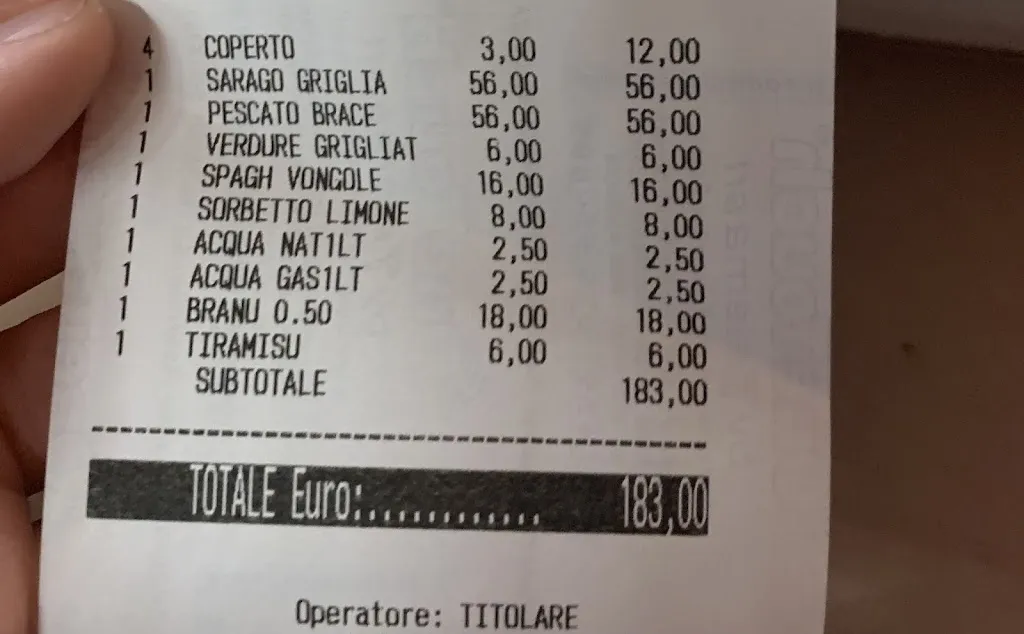 4 COPERTO 3,00 12,00
1 SARAGO GRIGLIA 56,00 56,00
1 PESCATO BRACE 56,00 56,00
1 VERDURE GRIGLIAT 6,00 6,00
1 SPAGH VONGOLE 16,00 16,00
1 SORBETTO LIMONE 8,00 8,00
1 ACQUA NAT1LT 2,50 2,50
1 ACQUA GAS1LT 2,50 2,50
1 BRANU 0.50 18,00 18,00
1 TIRAMISU 6,00 6,00
SUBTOTALE 183,00
TOTALE Euro:............. 183,00
Operatore: TITOLARE